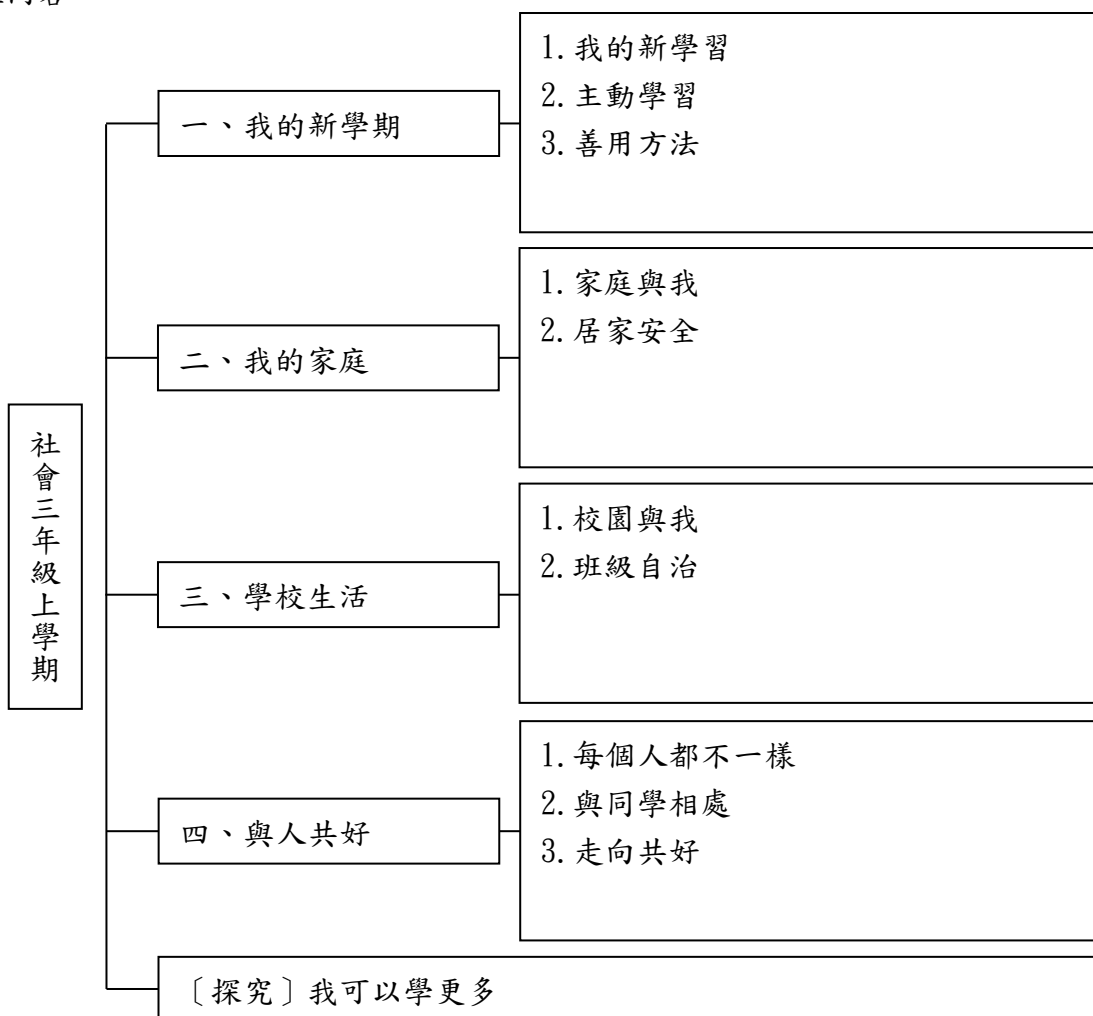 社會三年級上學期
一、我的新學期
1.我的新學習
2.主動學習
3.善用方法
二、我的家庭
1.家庭與我
2.居家安全
三、學校生活
1.校園與我
2.班級自治
四、與人共好
1.每個人都不一樣
2.與同學相處
3.走向共好
〔探究〕我可以學更多